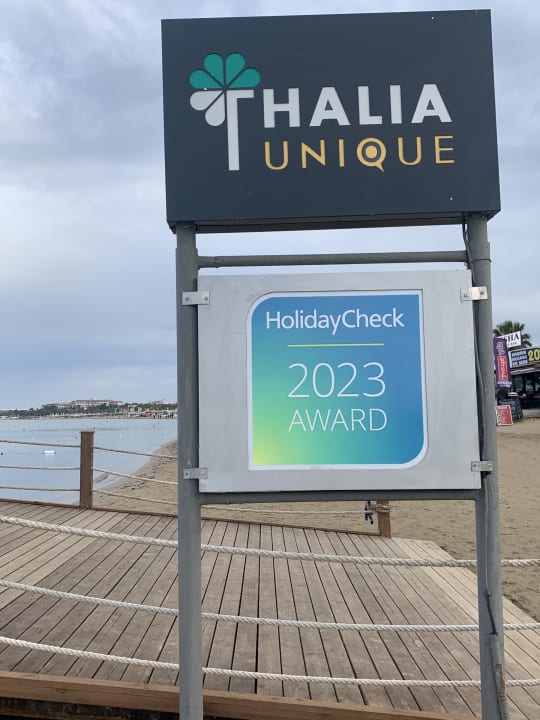 THALIA
UNIQUE
HolidayCheck
2023
AWARD